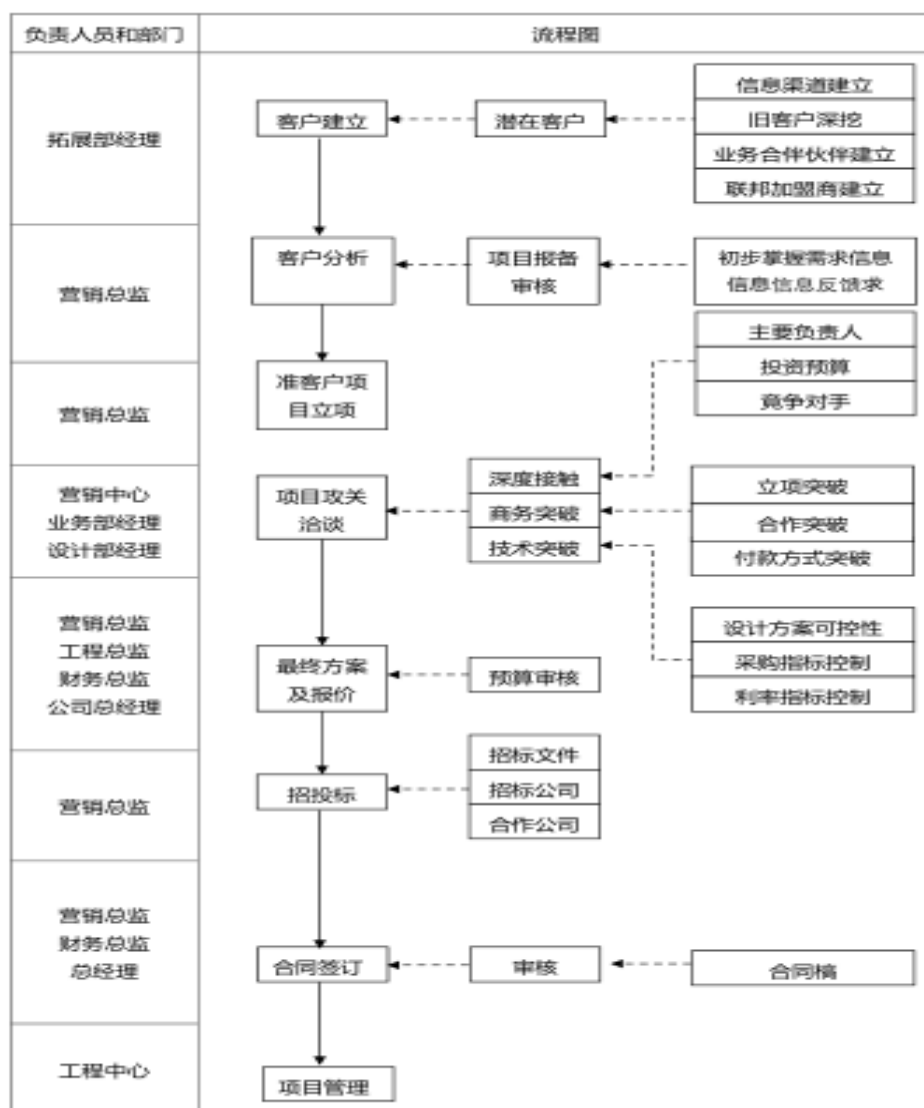 负责人员和部门
流程图
拓展部经理
客户建立
潜在客户
信息渠道建立
旧客户深挖
业务合伴伙伴建立
联邦加盟商建立
营销总监
客户分析
项目报备
审核
初步掌握需求信息
信息信息反馈求
营销总监
准客户项
目立项
主要负责人
投资预算
竟争对手
营销中心
业务部经理
设计部经理
项目攻关
洽谈
深度接触
商务突破
技术突破
立项突破
合作突破
付款方式突破
营销总监
工程总监
财务总监
公司总经理
最终方案
及报价
预算审核
设计方案可控性
采购指标控制
利率指标控制
营销总监
招投标
招标文件
招标公司
合作公司
营销总监
财务总监
总经理
合同签订
审核
合同稿
工程中心
项目管理